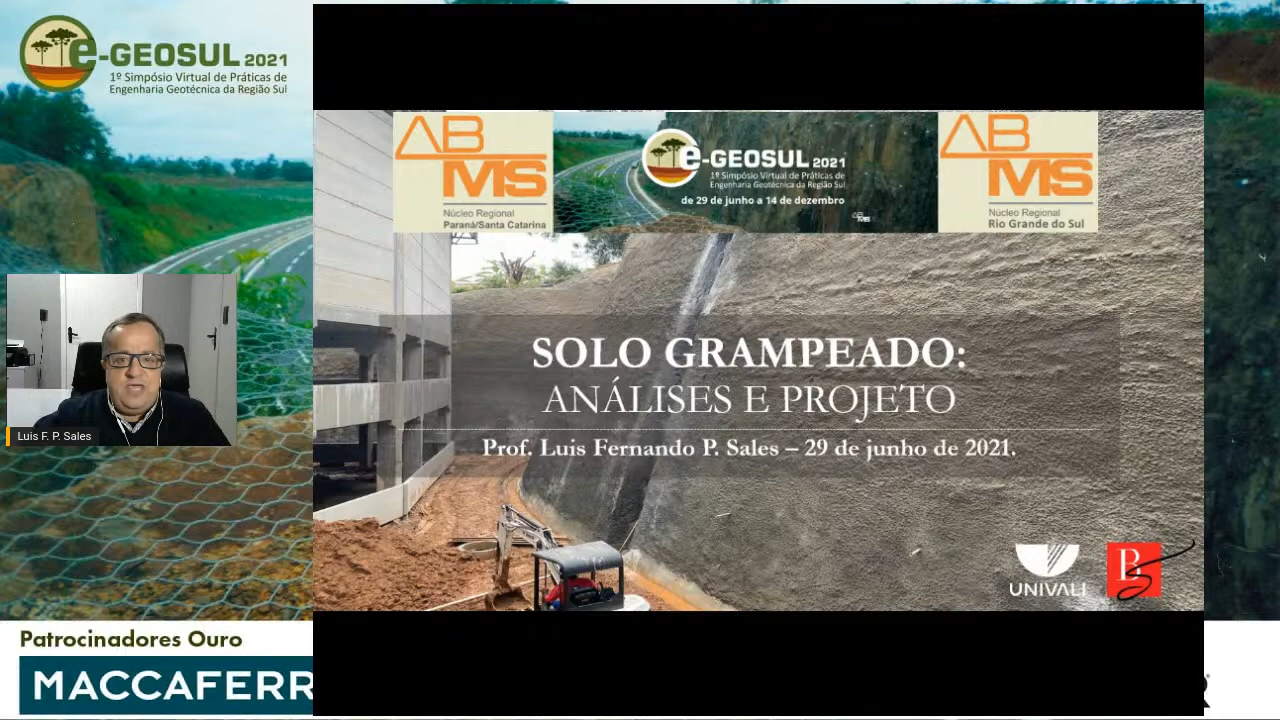 e-GEOSUL 2021
1º Simpósio Virtual de Práticas de
Engenharia Geotécnica da Região Sul
ABMS
Núcleo Regional
Paraná/Santa Catarina
e-GEOSUL 2021
1º Simpósio Virtual de Práticas de
Engenharia Geotécnica da Região Sul
de 29 de junho a 14 de dezembro
ABMS
ABMS
Núcleo Regional
Rio Grande do Sul
SOLO GRAMPEADO:
ANÁLISES E PROJETO
Prof. Luis Fernando P. Sales – 29 de junho de 2021.
UNIVALI
BS
Luis F. P. Sales
Patrocinadores Ouro
MACCAFERR